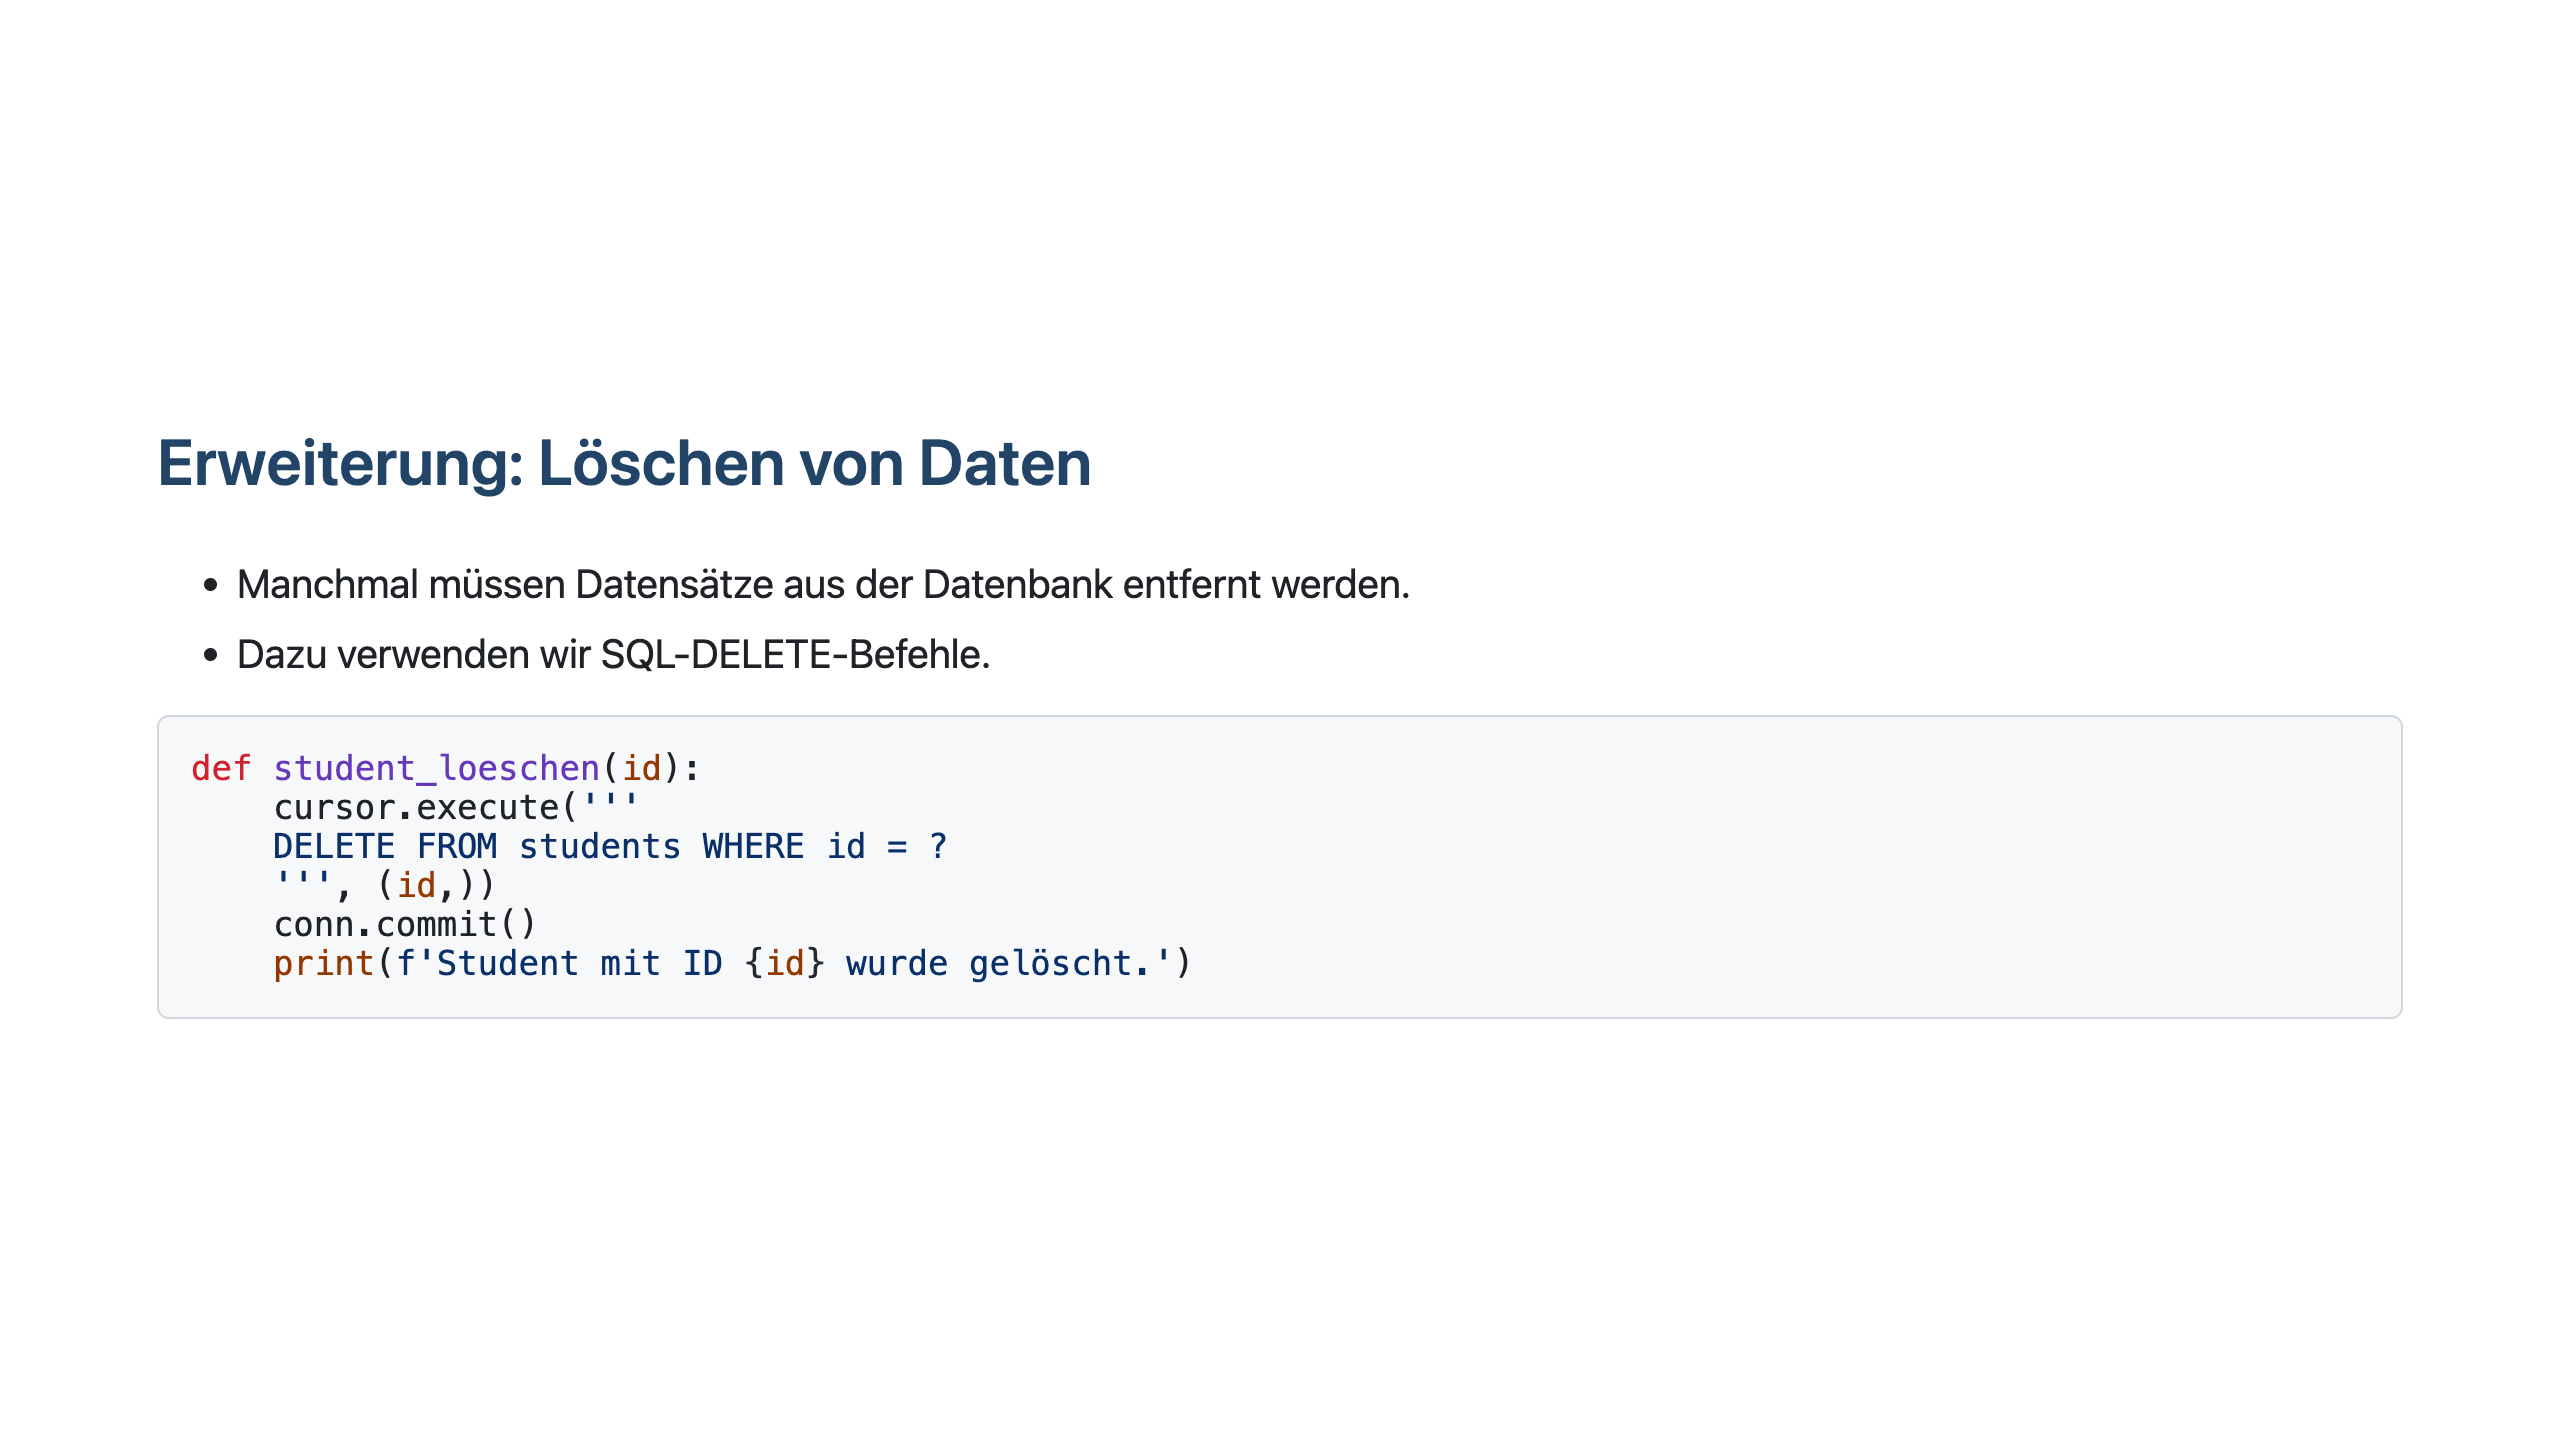 Erweiterung: Löschen von Daten
• Manchmal müssen Datensätze aus der Datenbank entfernt werden.
• Dazu verwenden wir SQL-DELETE-Befehle.
def student_loeschen(id):
    cursor.execute('''
    DELETE FROM students WHERE id = ?
    ''', (id,))
    conn.commit()
    print(f'Student mit ID {id} wurde gelöscht.')